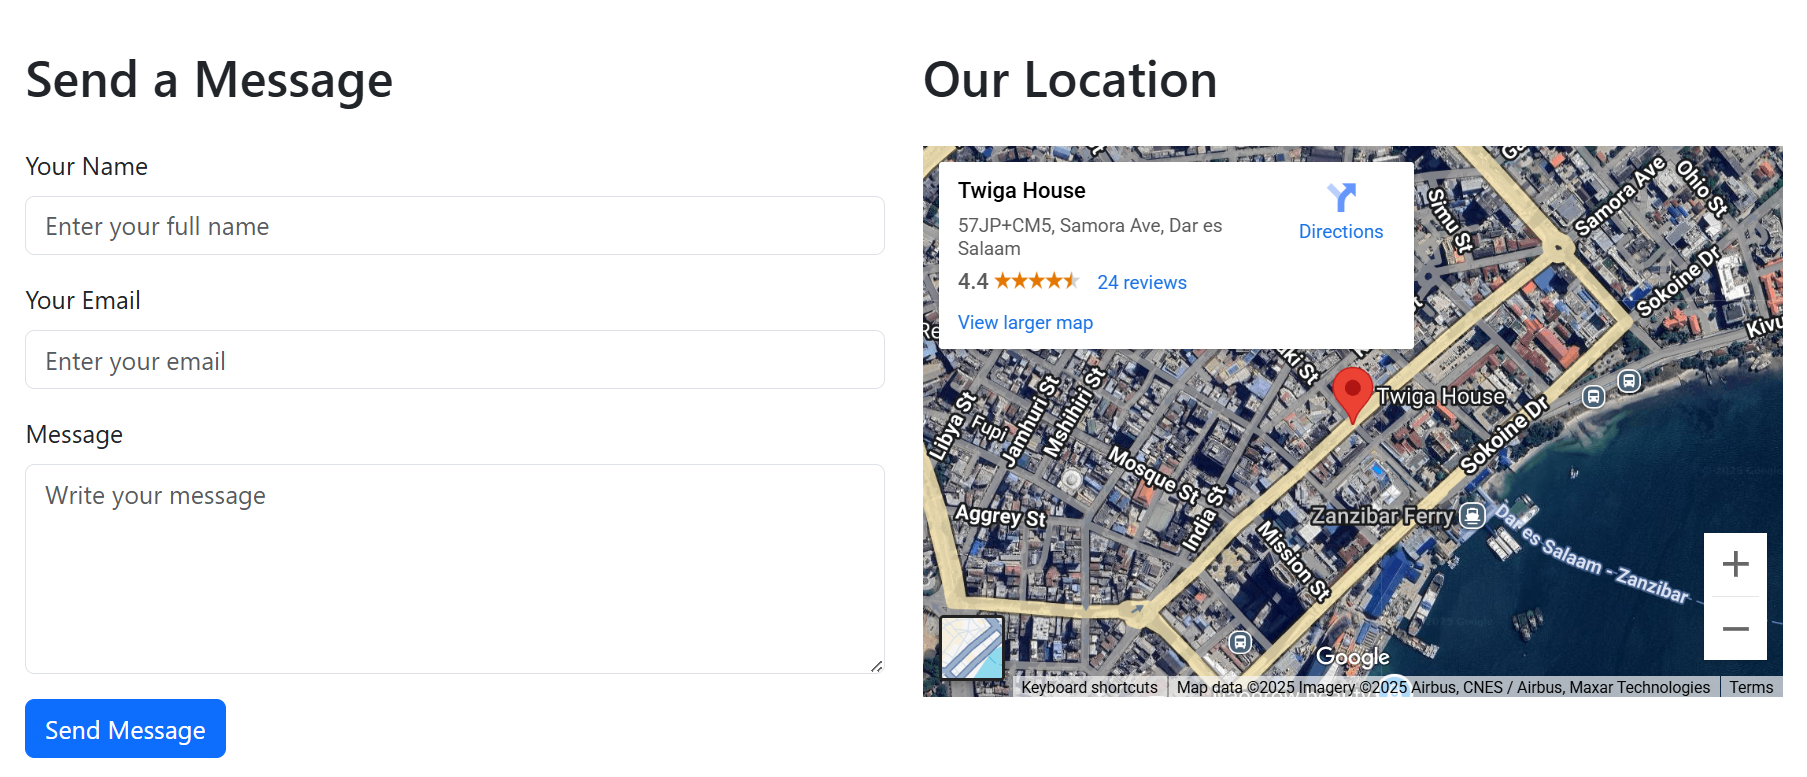 Send a Message
Your Name
Enter your full name
Your Email
Enter your email
Message
Write your message
Send Message
Our Location
Twiga House
57JP+CM5, Samora Ave, Dar es
Salaam
4.4
24 reviews
View larger map
Directions
Samora Ave
Ohio St
Simu St
Sokoine Dr
Twiga House
Libya St
Fupi
Jamhuri St
Mshihiri St
Mosque St
India St
Aggrey St
Sokoine Dr
Zanzibar Ferry
Mission St
Dar es Salaam - Zanzibar
Google
Keyboard shortcuts
Map data ©2025 Imagery ©2025 Airbus, CNES / Airbus, Maxar Technologies
Terms